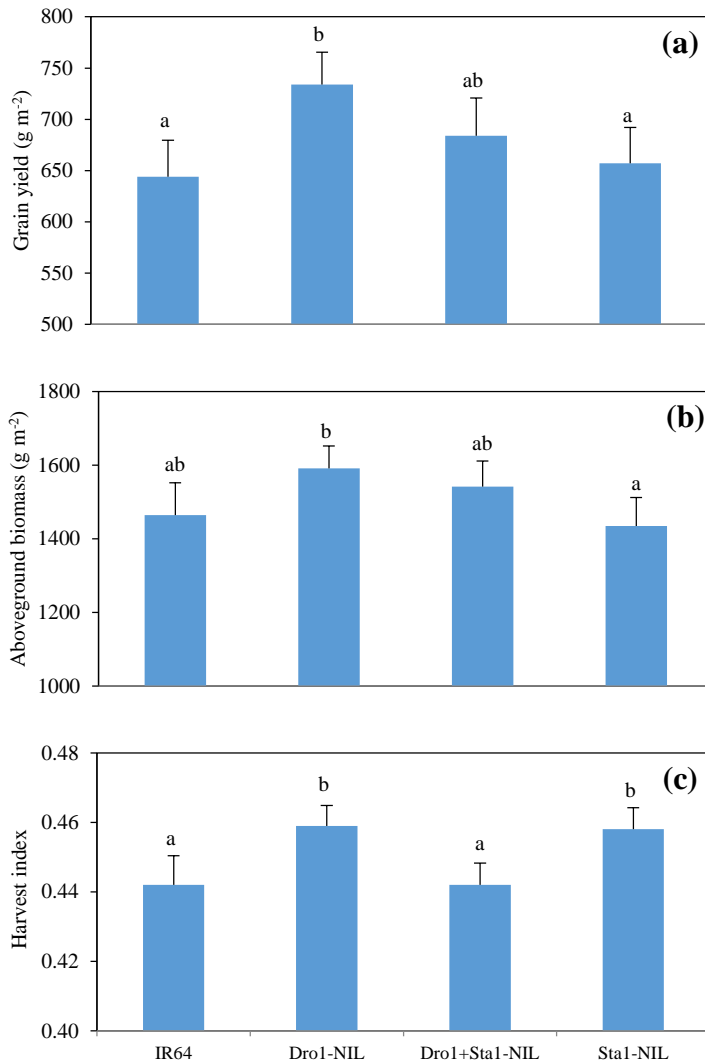 800
750
700
650
600
550
500
Grain yield (g m-2)
a
b
ab
a
(a)
1800
1600
1400
1200
1000
Aboveground biomass (g m-2)
ab
b
ab
a
(b)
0.48
0.46
0.44
0.42
0.40
Harvest index
a
b
a
b
(c)
IR64
Dro1-NIL
Dro1+Sta1-NIL
Sta1-NIL